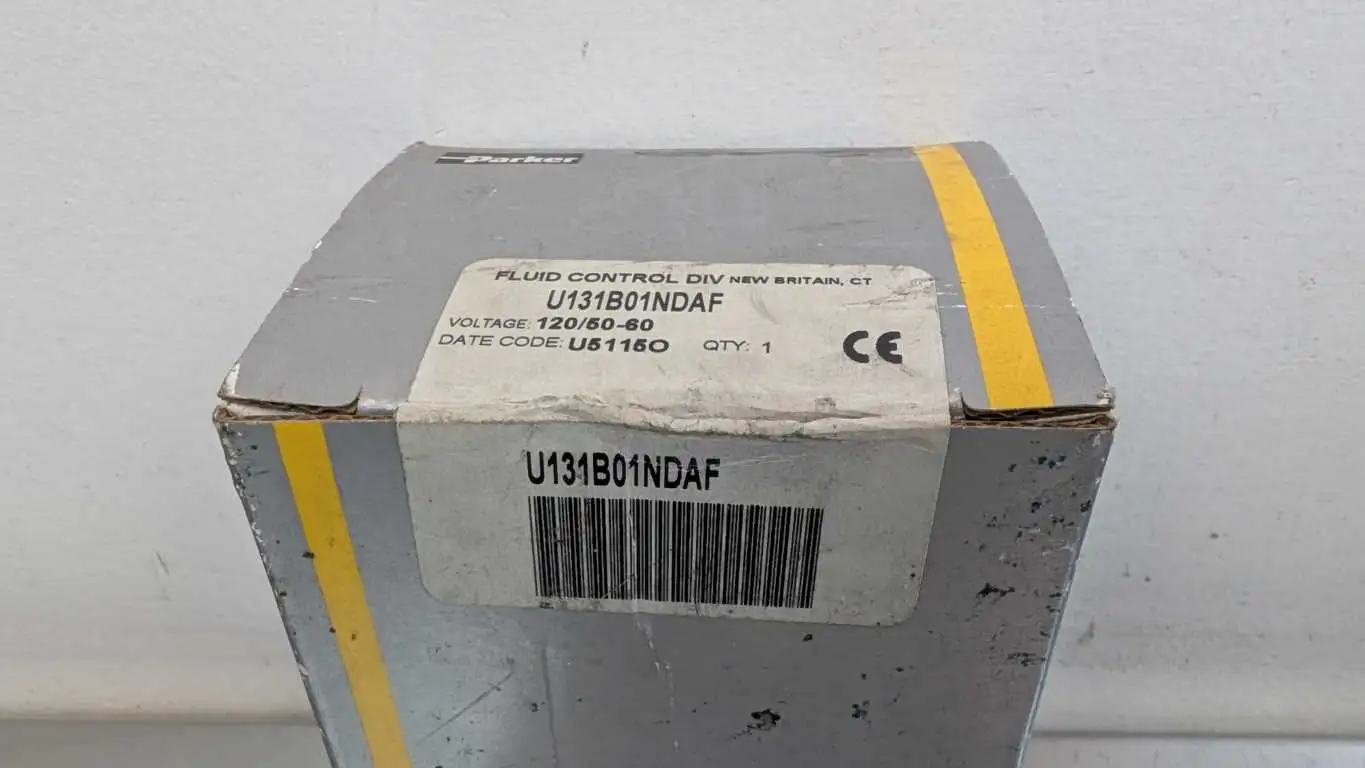 Parker
FLUID CONTROL DIV NEW BRITAIN, CT
U131B01NDAF
VOLTAGE: 120/50-60
DATE CODE: U5115O QTY: 1
CE
U131B01NDAF